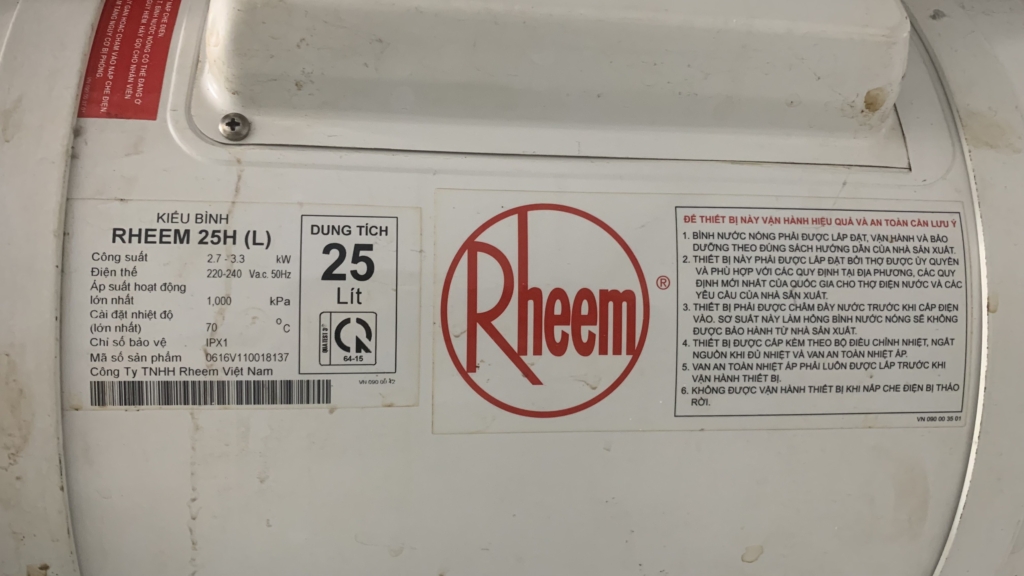 NẮP CHE ĐIỆN
KIỂU BÌNH
RHEEM 25H (L)
Công suất 2.7 - 3.3 kW
Điện thế 220-240 Va.c. 50Hz
Áp suất hoạt động
lớn nhất 1,000 kPa
Cài đặt nhiệt độ
(lớn nhất) 70 °C
Chỉ số bảo vệ IPX1
Mã số sản phẩm 0616V110018137
Công Ty TNHH Rheem Việt Nam
DUNG TÍCH
25
Lít
QUATEST 3
64-15
Rheem®
ĐỂ THIẾT BỊ NÀY VẬN HÀNH HIỆU QUẢ VÀ AN TOÀN CẦN LƯU Ý
1. BÌNH NƯỚC NÓNG PHẢI ĐƯỢC LẮP ĐẶT, VẬN HÀNH VÀ BẢO
DƯỠNG THEO ĐÚNG SÁCH HƯỚNG DẪN CỦA NHÀ SẢN XUẤT.
2. THIẾT BỊ NÀY PHẢI ĐƯỢC LẮP ĐẶT BỞI THỢ ĐƯỢC ỦY QUYỀN
VÀ PHÙ HỢP VỚI CÁC QUY ĐỊNH TẠI ĐỊA PHƯƠNG, CÁC QUY
ĐỊNH MỚI NHẤT CỦA QUỐC GIA CHO THỢ ĐIỆN NƯỚC VÀ CÁC
YÊU CẦU CỦA NHÀ SẢN XUẤT.
3. THIẾT BỊ PHẢI ĐƯỢC CHÂM ĐẦY NƯỚC TRƯỚC KHI CẤP ĐIỆN
VÀO. SƠ SUẤT NÀY LÀM HỎNG BÌNH NƯỚC NÓNG SẼ KHÔNG
ĐƯỢC BẢO HÀNH TỪ NHÀ SẢN XUẤT.
4. THIẾT BỊ ĐƯỢC CẤP KÈM THEO BỘ ĐIỀU CHỈNH NHIỆT, NGẮT
NGUỒN KHI ĐỦ NHIỆT VÀ VAN AN TOÀN NHIỆT ÁP.
5. VAN AN TOÀN NHIỆT ÁP PHẢI LUÔN ĐƯỢC LẮP TRƯỚC KHI
VẬN HÀNH THIẾT BỊ.
6. KHÔNG ĐƯỢC VẬN HÀNH THIẾT BỊ KHI NẮP CHE ĐIỆN BỊ THÁO
RỜI.
VN 090 00 35 01